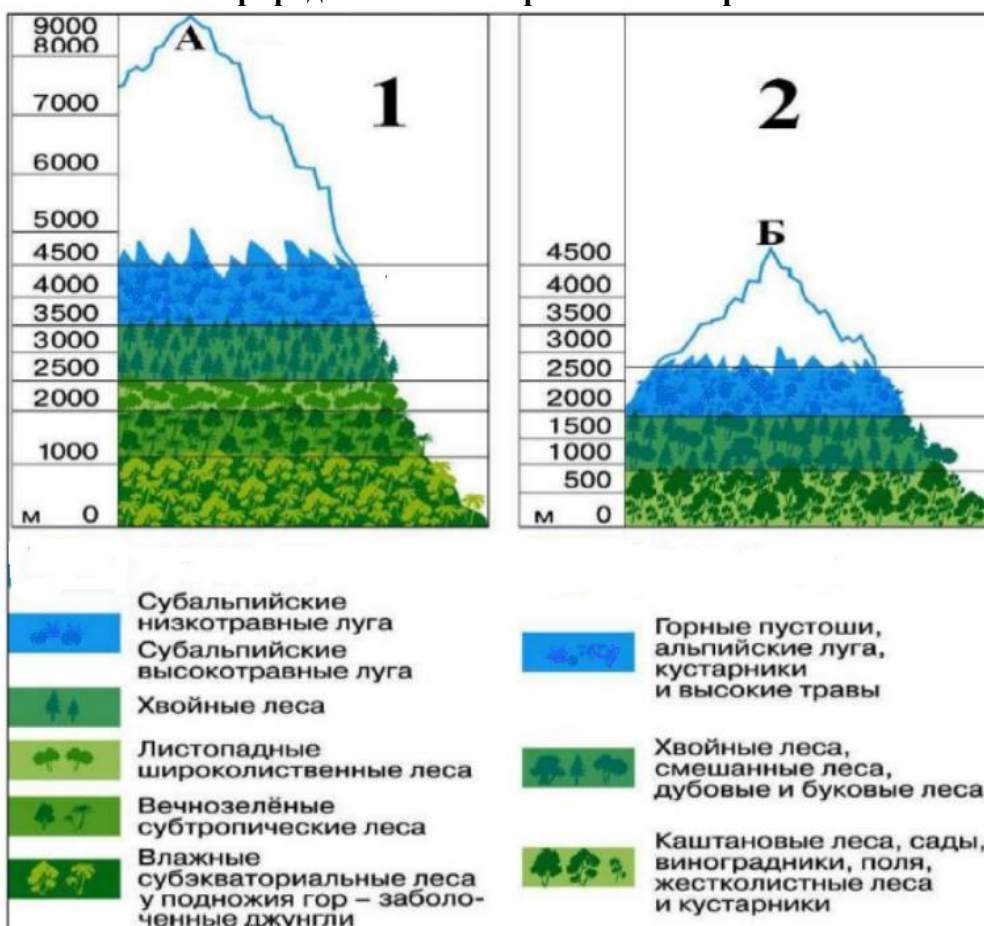 9000
8000
7000
6000
5000
4500
4000
3500
3000
2500
2000
1000
м 0
А
1
2
Б
4500
4000
3500
3000
2500
2000
1500
1000
500
м 0
Субальпийские
низкотравные луга
Субальпийские
высокотравные луга
Хвойные леса
Листопадные
широколиственные леса
Вечнозелёные
субтропические леса
Влажные
субэкваториальные леса
у подножия гор – заболо-
ченные джунгли
Горные пустоши,
альпийские луга,
кустарники
и высокие травы
Хвойные леса,
смешанные леса,
дубовые и буковые леса
Каштановые леса, сады,
виноградники, поля,
жестколистные леса
и кустарники